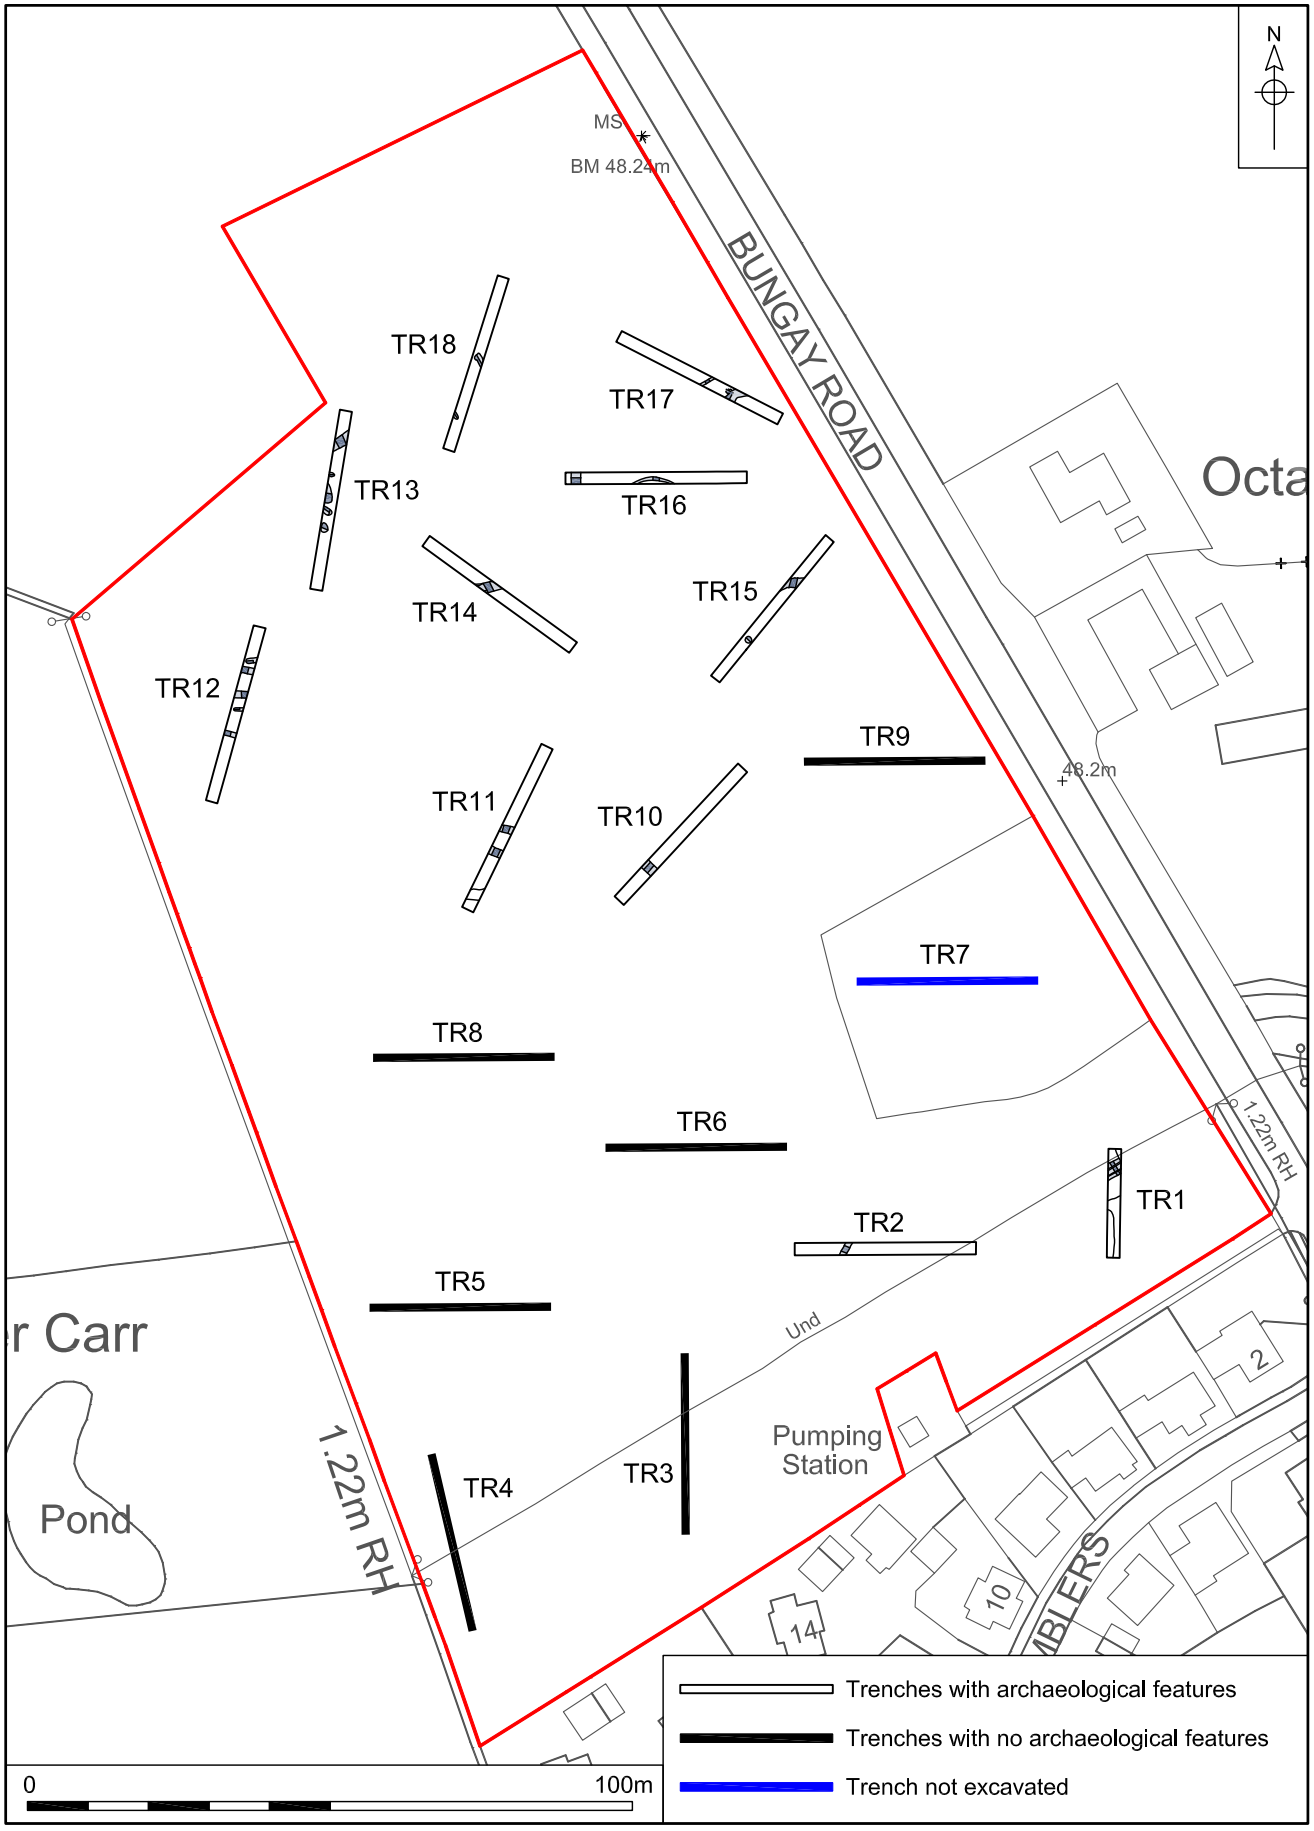 N
MS
BM 48.24m
BUNGAY ROAD
TR18
TR17
Octa
TR13
TR16
TR15
TR14
TR12
TR9
48.2m
TR11
TR10
TR7
TR8
TR6
1.22m RH
TR1
TR2
TR5
er Carr
Und
2
1.22m RH
Pumping
Station
TR3
TR4
Pond
10
14
MBLERS
Trenches with archaeological features
Trenches with no archaeological features
Trench not excavated
0 100m